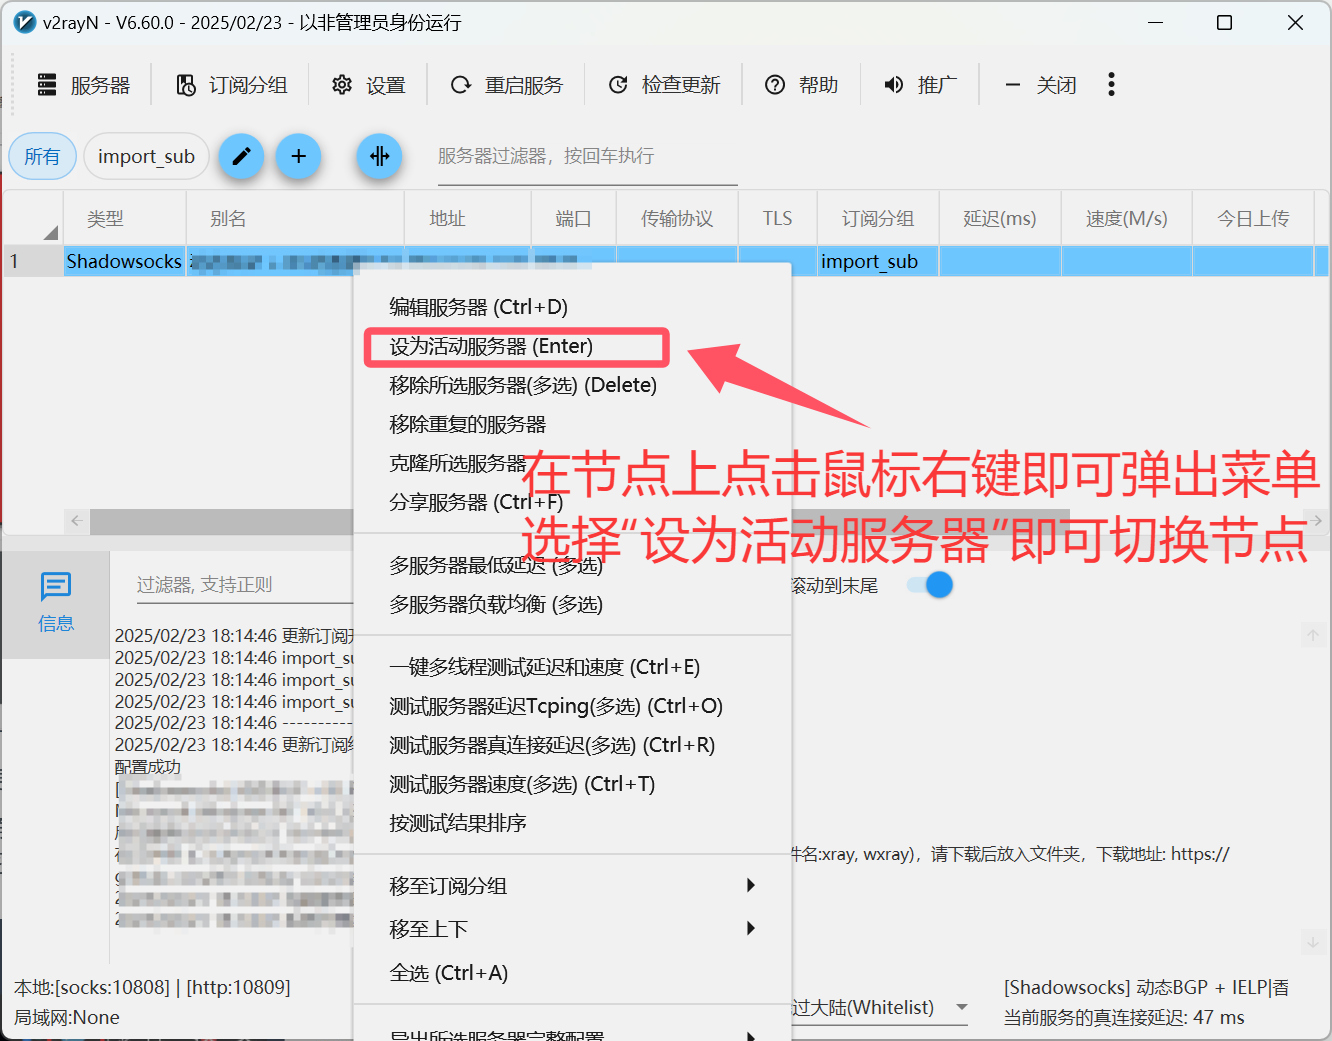 v2rayN - V6.60.0 - 2025/02/23 - 以非管理员身份运行
服务器 订阅分组 设置 重启服务 检查更新 帮助 推广 关闭
所有 import_sub 服务器过滤器，按回车执行
类型 别名 地址 端口 传输协议 TLS 订阅分组 延迟(ms) 速度(M/s) 今日上传
1 Shadowsocks import_sub
编辑服务器 (Ctrl+D)
设为活动服务器 (Enter)
移除所选服务器(多选) (Delete)
移除重复的服务器
克隆所选服务器
分享服务器 (Ctrl+F)
在节点上点击鼠标右键即可弹出菜单
选择“设为活动服务器”即可切换节点
多服务器最低延迟 (多选)
多服务器负载均衡 (多选)
一键多线程测试延迟和速度 (Ctrl+E)
测试服务器延迟Tcping(多选) (Ctrl+O)
测试服务器真连接延迟(多选) (Ctrl+R)
测试服务器速度(多选) (Ctrl+T)
按测试结果排序
移至订阅分组
移至上下
全选 (Ctrl+A)
导出所选服务器完整配置
信息
过滤器, 支持正则
滚动到末尾
2025/02/23 18:14:46 更新订阅
2025/02/23 18:14:46 import_su
2025/02/23 18:14:46 import_su
2025/02/23 18:14:46 import_su
2025/02/23 18:14:46 ----------
2025/02/23 18:14:46 更新订阅
配置成功
件名:xray, wxray)，请下载后放入文件夹，下载地址: https://
本地:[socks:10808] | [http:10809]
局域网:None
过大陆(Whitelist)
[Shadowsocks] 动态BGP + IELP|香
当前服务的真连接延迟: 47 ms